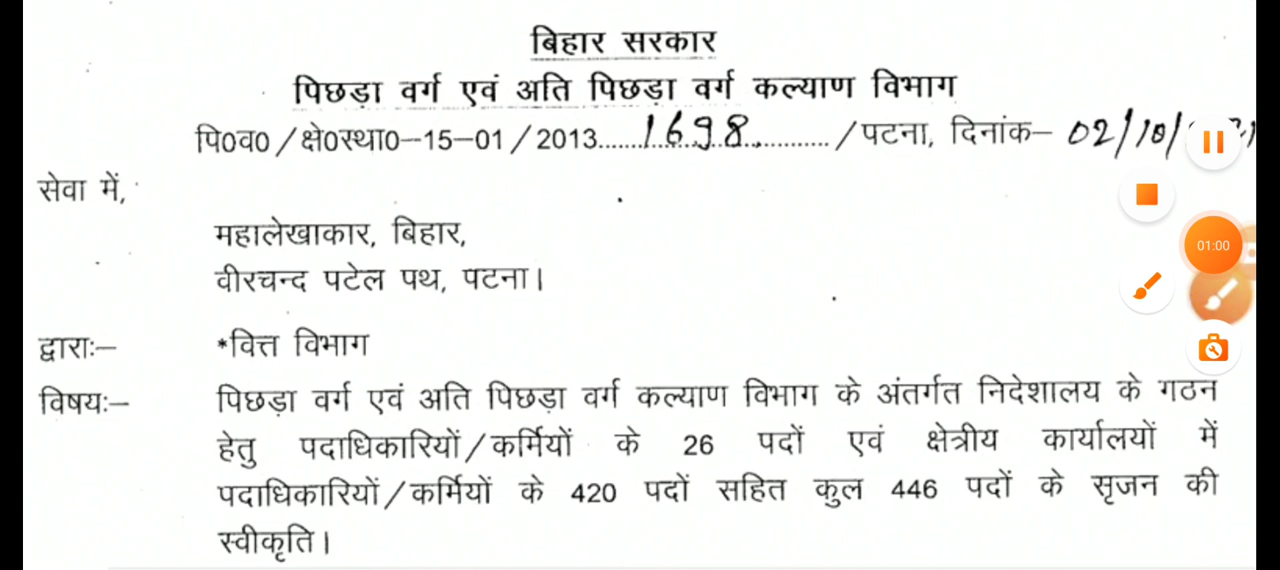 बिहार सरकार
पिछड़ा वर्ग एवं अति पिछड़ा वर्ग कल्याण विभाग
पि0व0/क्षे0स्था0–15–01/2013......1698............/पटना, दिनांक– 02/10/
सेवा में,
महालेखाकार, बिहार,
वीरचन्द पटेल पथ, पटना।
द्वाराः– *वित्त विभाग
विषयः– पिछड़ा वर्ग एवं अति पिछड़ा वर्ग कल्याण विभाग के अंतर्गत निदेशालय के गठन
हेतु पदाधिकारियों/कर्मियों के 26 पदों एवं क्षेत्रीय कार्यालयों में
पदाधिकारियों/कर्मियों के 420 पदों सहित कुल 446 पदों के सृजन की
स्वीकृति।
01:00